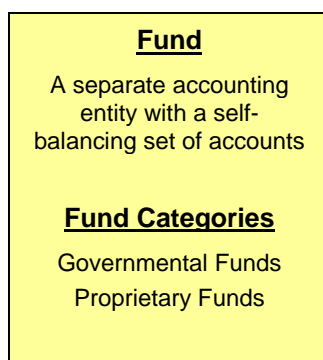 Fund
A separate accounting
entity with a self-
balancing set of accounts
Fund Categories
Governmental Funds
Proprietary Funds